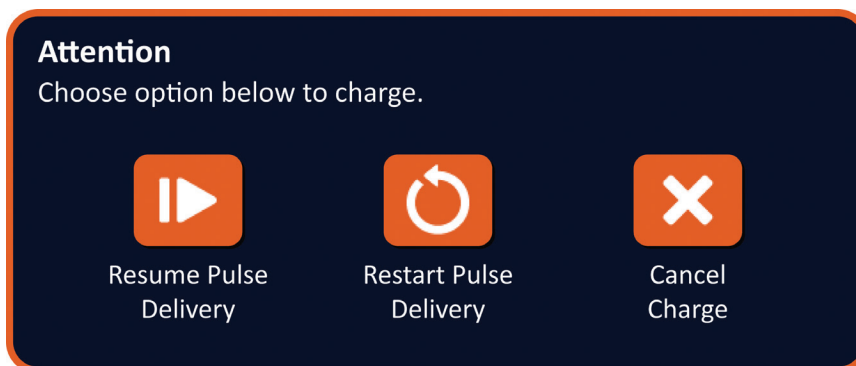 Attention
Choose option below to charge.
Resume Pulse
Delivery
Restart Pulse
Delivery
Cancel
Charge